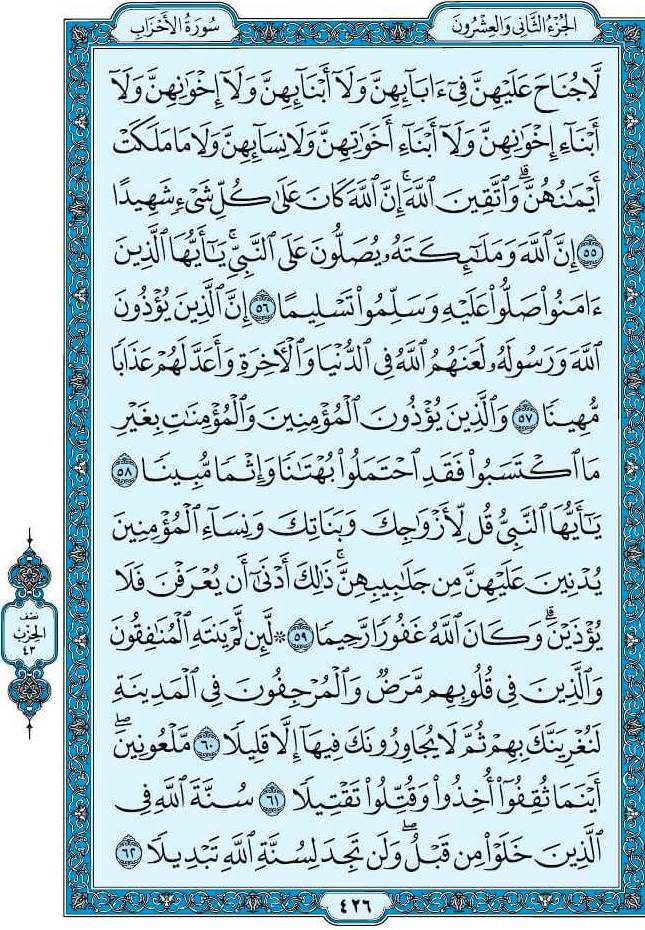 الجُزْءُ الثَّانِي وَالعِشْرُونَ
سُورَةُ الأَحْزَابِ
لَّا جُنَاحَ عَلَيْهِنَّ فِيٓ ءَابَآئِهِنَّ وَلَآ أَبْنَآئِهِنَّ وَلَآ إِخْوَٰنِهِنَّ وَلَآ
أَبْنَآءِ إِخْوَٰنِهِنَّ وَلَآ أَبْنَآءِ أَخَوَٰتِهِنَّ وَلَا نِسَآئِهِنَّ وَلَا مَا مَلَكَتْ
أَيْمَٰنُهُنَّۗ وَٱتَّقِينَ ٱللَّهَۚ إِنَّ ٱللَّهَ كَانَ عَلَىٰ كُلِّ شَيْءٖ شَهِيدًا
٥٥ إِنَّ ٱللَّهَ وَمَلَٰٓئِكَتَهُۥ يُصَلُّونَ عَلَى ٱلنَّبِيِّۚ يَٰٓأَيُّهَا ٱلَّذِينَ
ءَامَنُواْ صَلُّواْ عَلَيْهِ وَسَلِّمُواْ تَسْلِيمًا ٥٦ إِنَّ ٱلَّذِينَ يُؤْذُونَ
ٱللَّهَ وَرَسُولَهُۥ لَعَنَهُمُ ٱللَّهُ فِي ٱلدُّنْيَا وَٱلْأٓخِرَةِ وَأَعَدَّ لَهُمْ عَذَابٗا
مُّهِينٗا ٥٧ وَٱلَّذِينَ يُؤْذُونَ ٱلْمُؤْمِنِينَ وَٱلْمُؤْمِنَٰتِ بِغَيْرِ
مَا ٱكْتَسَبُواْ فَقَدِ ٱحْتَمَلُواْ بُهْتَٰنٗا وَإِثْمٗا مُّبِينٗا ٥٨
يَٰٓأَيُّهَا ٱلنَّبِيُّ قُل لِّأَزْوَٰجِكَ وَبَنَاتِكَ وَنِسَآءِ ٱلْمُؤْمِنِينَ
يُدْنِينَ عَلَيْهِنَّ مِن جَلَٰبِيبِهِنَّۚ ذَٰلِكَ أَدْنَىٰٓ أَن يُعْرَفْنَ فَلَا
يُؤْذَيْنَۗ وَكَانَ ٱللَّهُ غَفُورٗا رَّحِيمٗا ٥٩ ۞ لَّئِن لَّمْ يَنتَهِ ٱلْمُنَٰفِقُونَ
وَٱلَّذِينَ فِي قُلُوبِهِم مَّرَضٞ وَٱلْمُرْجِفُونَ فِي ٱلْمَدِينَةِ
لَنُغْرِيَنَّكَ بِهِمْ ثُمَّ لَا يُجَاوِرُونَكَ فِيهَآ إِلَّا قَلِيلٗا ٦٠ مَّلْعُونِينَۖ
أَيْنَمَا ثُقِفُوٓاْ أُخِذُواْ وَقُتِّلُواْ تَقْتِيلٗا ٦١ سُنَّةَ ٱللَّهِ فِي
ٱلَّذِينَ خَلَوْاْ مِن قَبْلُۖ وَلَن تَجِدَ لِسُنَّةِ ٱللَّهِ تَبْدِيلٗا ٦٢
نصف
الحزب
٤٣
٤٢٦